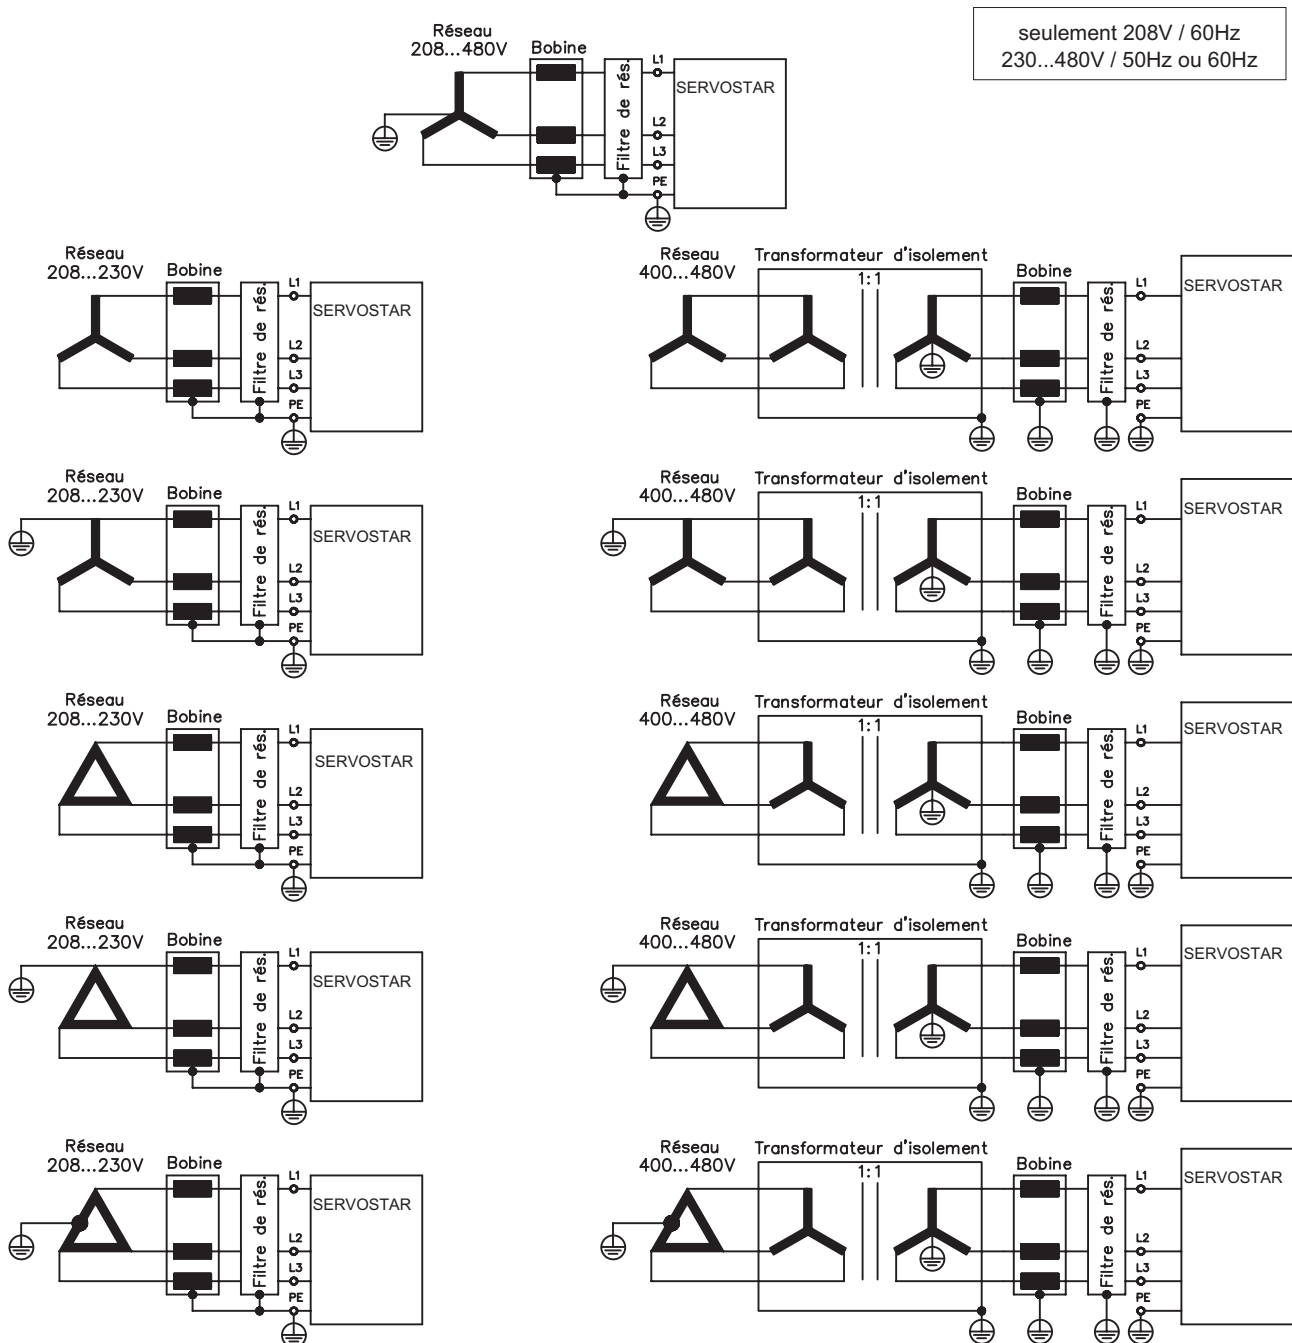 seulement 208V / 60Hz
230...480V / 50Hz ou 60Hz
Réseau
208...480V
Bobine
Filtre de rés.
L1
L2
L3
PE
SERVOSTAR
Réseau
208...230V
Bobine
Filtre de rés.
L1
L2
L3
PE
SERVOSTAR
Réseau
400...480V
Transformateur d'isolement
1:1
Bobine
Filtre de rés.
L1
L2
L3
PE
SERVOSTAR
Réseau
208...230V
Bobine
Filtre de rés.
L1
L2
L3
PE
SERVOSTAR
Réseau
400...480V
Transformateur d'isolement
1:1
Bobine
Filtre de rés.
L1
L2
L3
PE
SERVOSTAR
Réseau
208...230V
Bobine
Filtre de rés.
L1
L2
L3
PE
SERVOSTAR
Réseau
400...480V
Transformateur d'isolement
1:1
Bobine
Filtre de rés.
L1
L2
L3
PE
SERVOSTAR
Réseau
208...230V
Bobine
Filtre de rés.
L1
L2
L3
PE
SERVOSTAR
Réseau
400...480V
Transformateur d'isolement
1:1
Bobine
Filtre de rés.
L1
L2
L3
PE
SERVOSTAR
Réseau
208...230V
Bobine
Filtre de rés.
L1
L2
L3
PE
SERVOSTAR
Réseau
400...480V
Transformateur d'isolement
1:1
Bobine
Filtre de rés.
L1
L2
L3
PE
SERVOSTAR